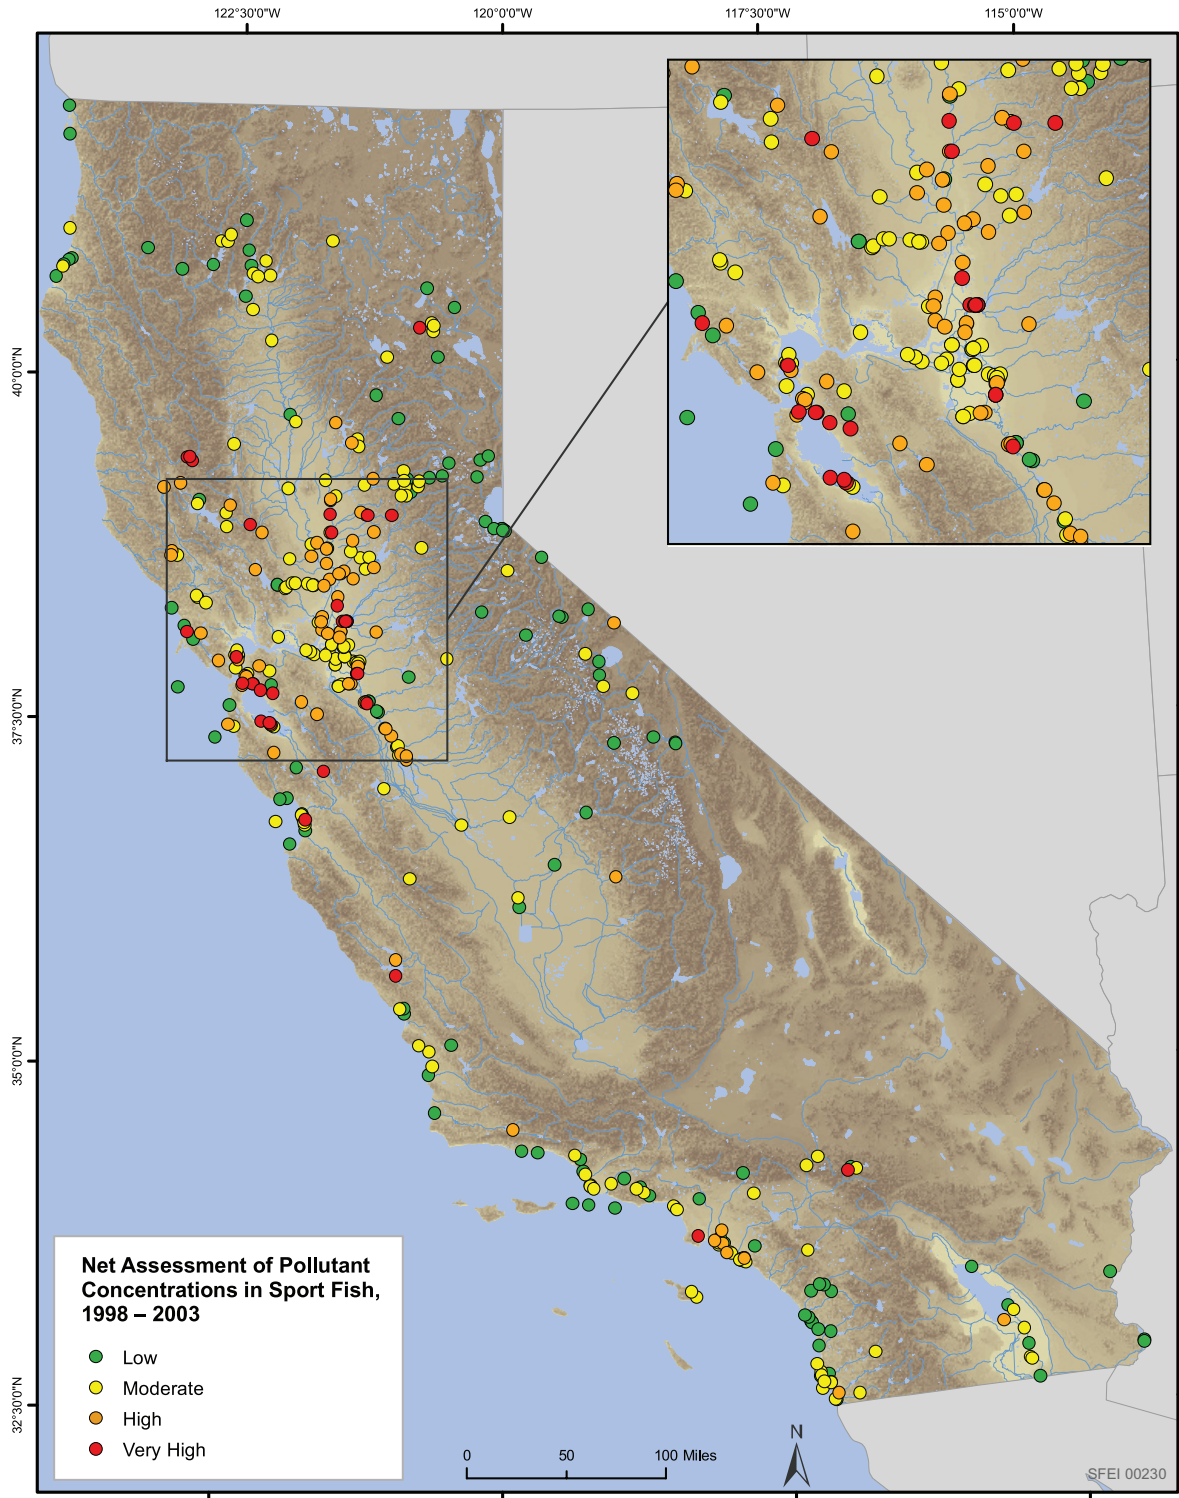 122°30'0"W
120°0'0"W
117°30'0"W
115°0'0"W
40°0'0"N
37°30'0"N
35°0'0"N
32°30'0"N
Net Assessment of Pollutant
Concentrations in Sport Fish,
1998 – 2003
Low
Moderate
High
Very High
0 50 100 Miles
N
SFEI 00230